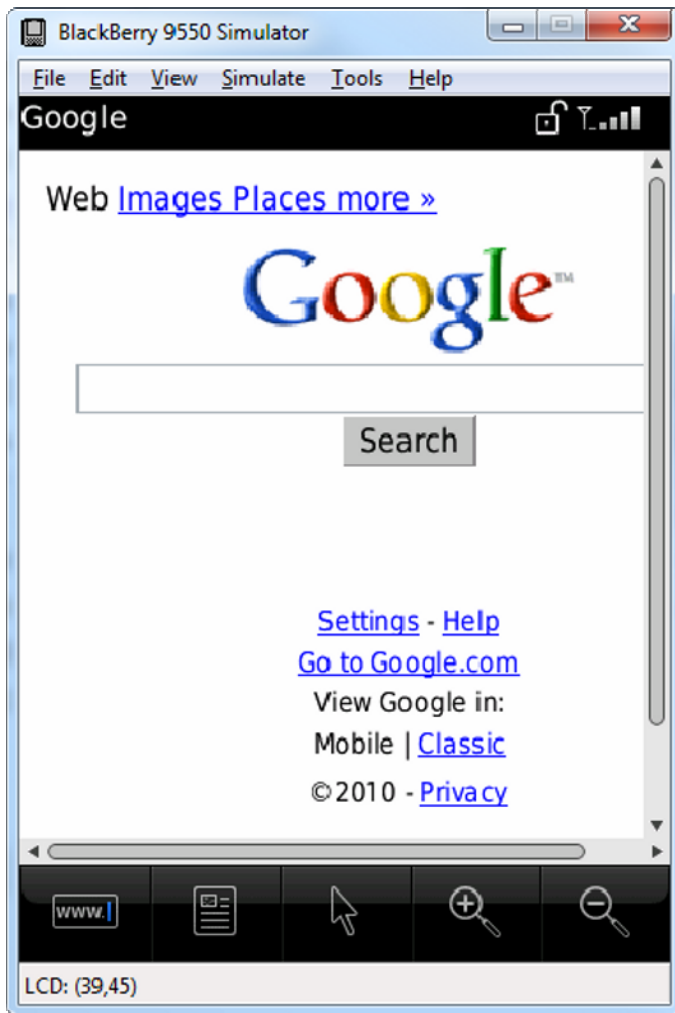 BlackBerry 9550 Simulator
File Edit View Simulate Tools Help
Google
Web Images Places more »
Google™
Search
Settings - Help
Go to Google.com
View Google in:
Mobile | Classic
©2010 - Privacy
www.
LCD: (39,45)